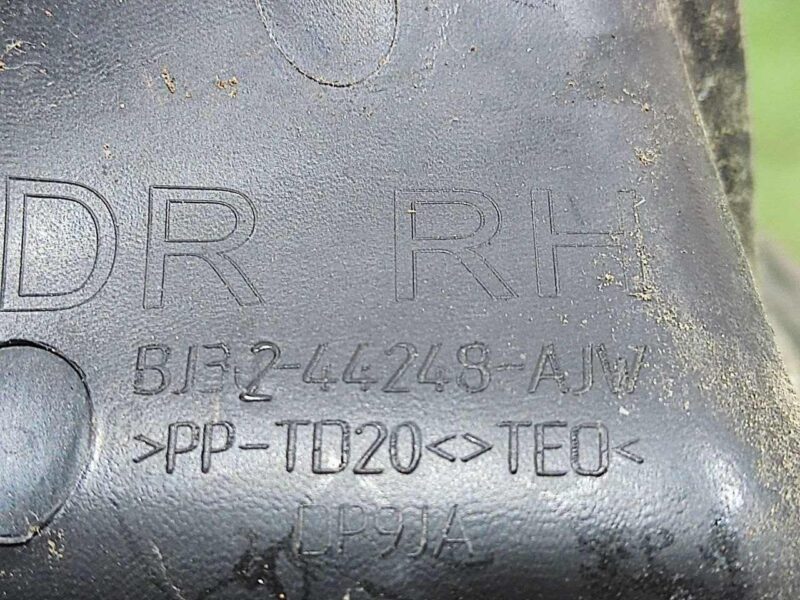 DR RH
BJ32-44248-AJW
>PP-TD20<>TEO<
LP9JA